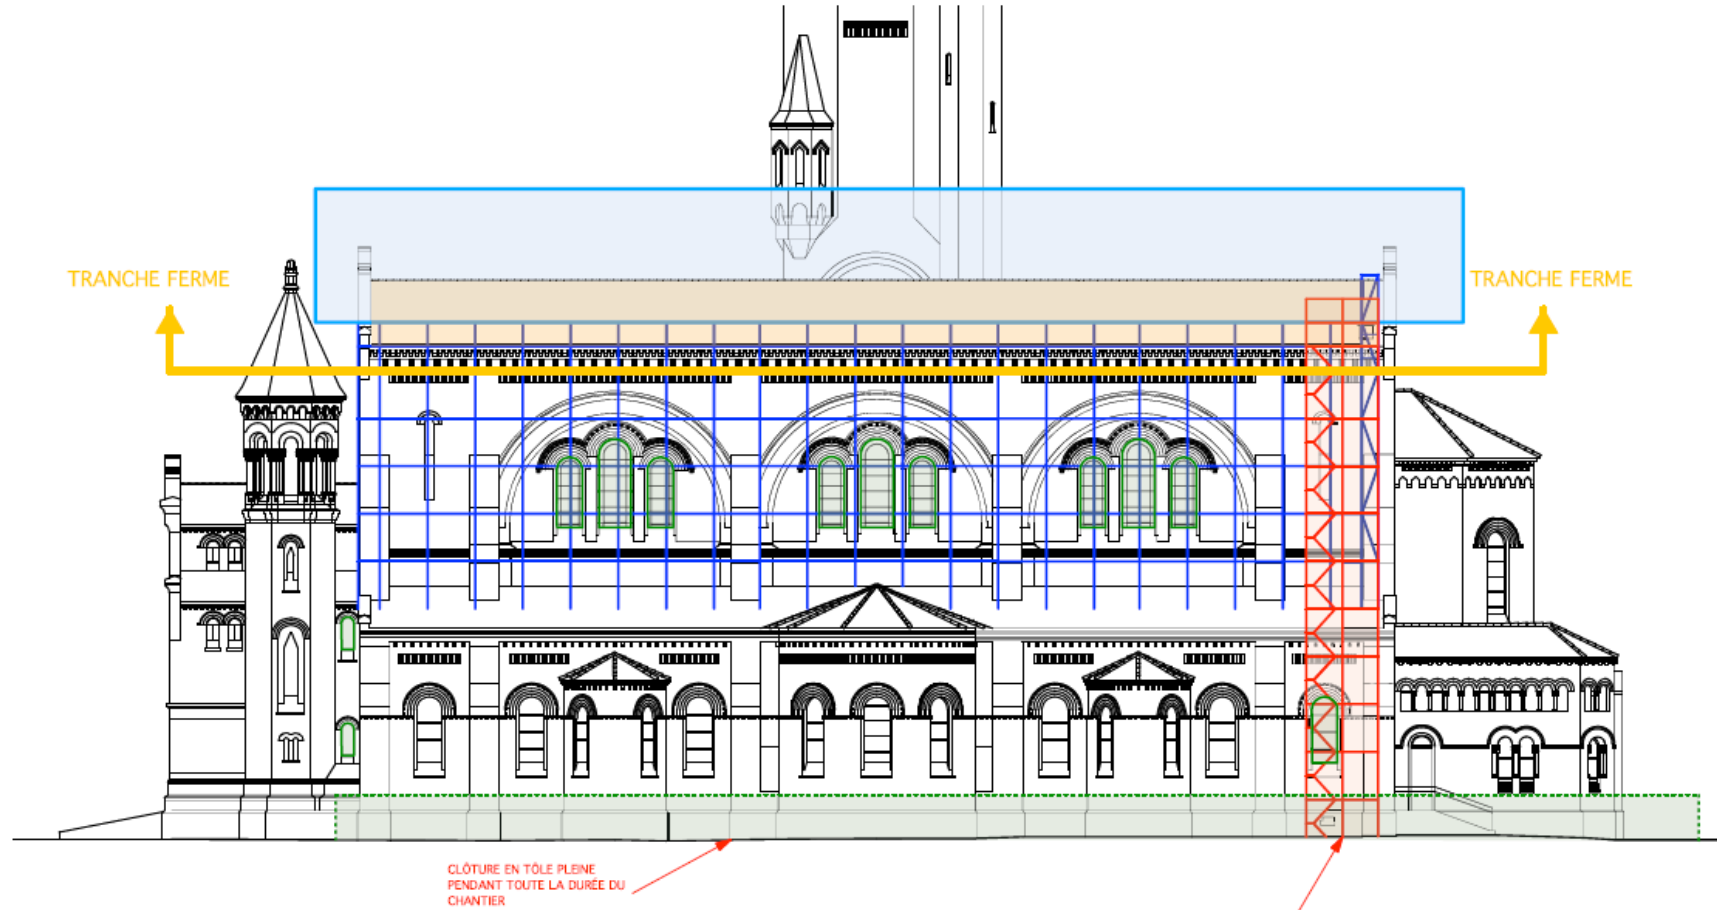 TRANCHE FERME
TRANCHE FERME
CLÔTURE EN TÔLE PLEINE
PENDANT TOUTE LA DURÉE DU
CHANTIER